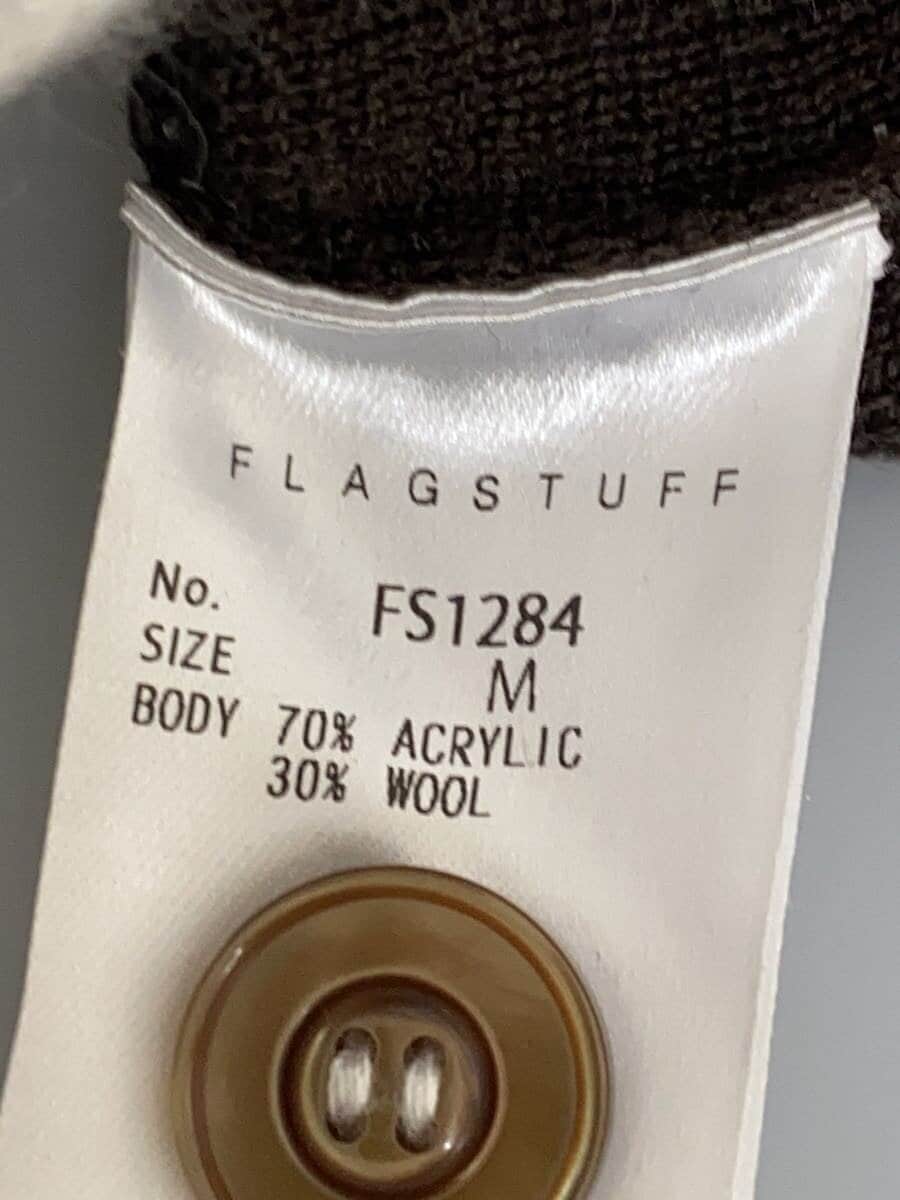 FLAGSTUFF
No. FS1284
SIZE M
BODY 70% ACRYLIC
30% WOOL